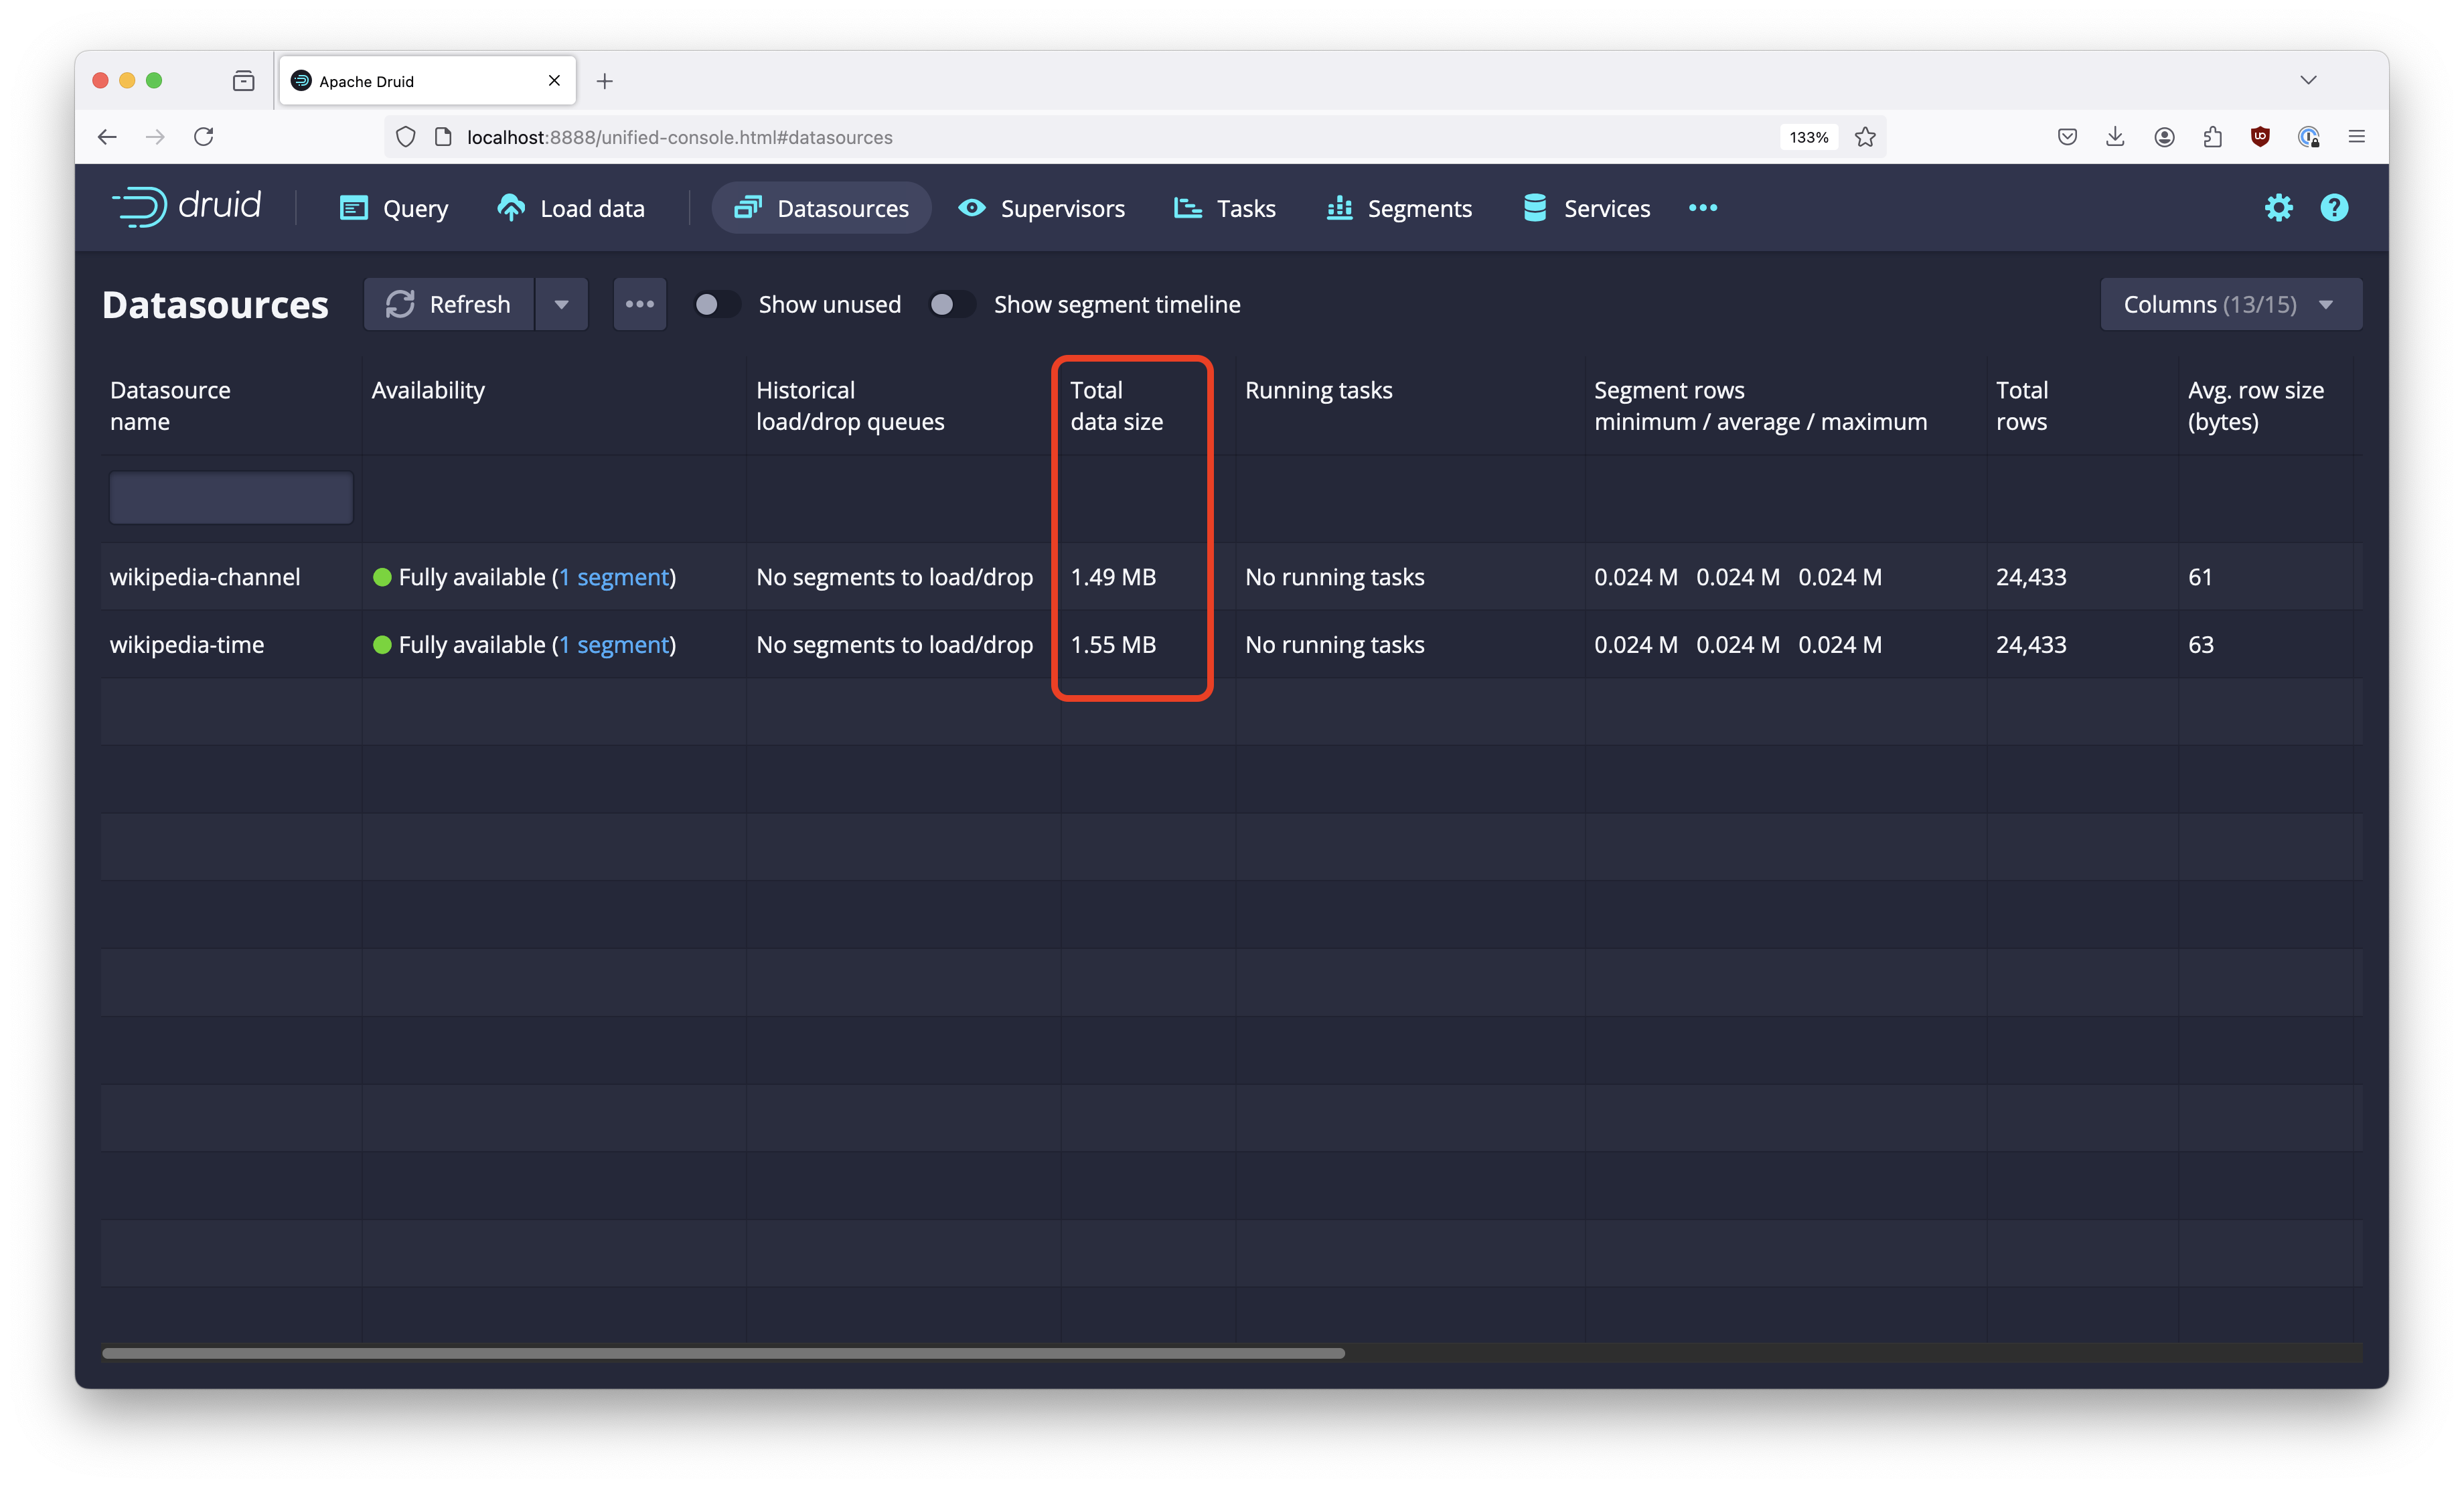 Apache Druid
localhost:8888/unified-console.html#datasources 133%
druid Query Load data Datasources Supervisors Tasks Segments Services
Datasources Refresh Show unused Show segment timeline Columns (13/15)
Datasource name Availability Historical load/drop queues Total data size Running tasks Segment rows minimum / average / maximum Total rows Avg. row size (bytes)
wikipedia-channel Fully available (1 segment) No segments to load/drop 1.49 MB No running tasks 0.024 M 0.024 M 0.024 M 24,433 61
wikipedia-time Fully available (1 segment) No segments to load/drop 1.55 MB No running tasks 0.024 M 0.024 M 0.024 M 24,433 63